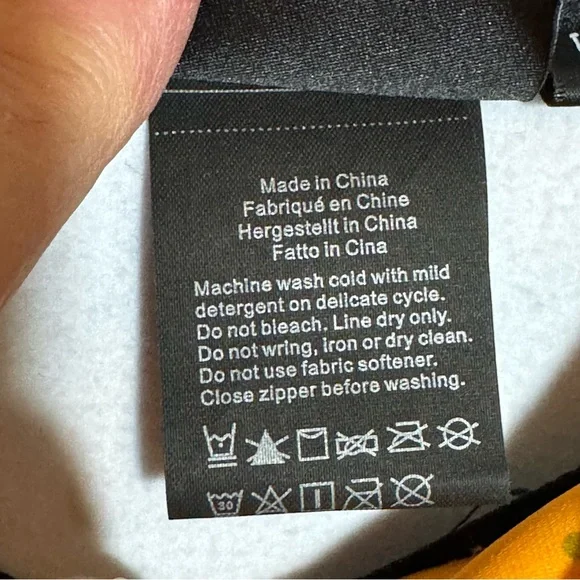 Made in China
Fabriqué en Chine
Hergestellt in China
Fatto in Cina
Machine wash cold with mild
detergent on delicate cycle.
Do not bleach. Line dry only.
Do not wring, iron or dry clean.
Do not use fabric softener.
Close zipper before washing.
30